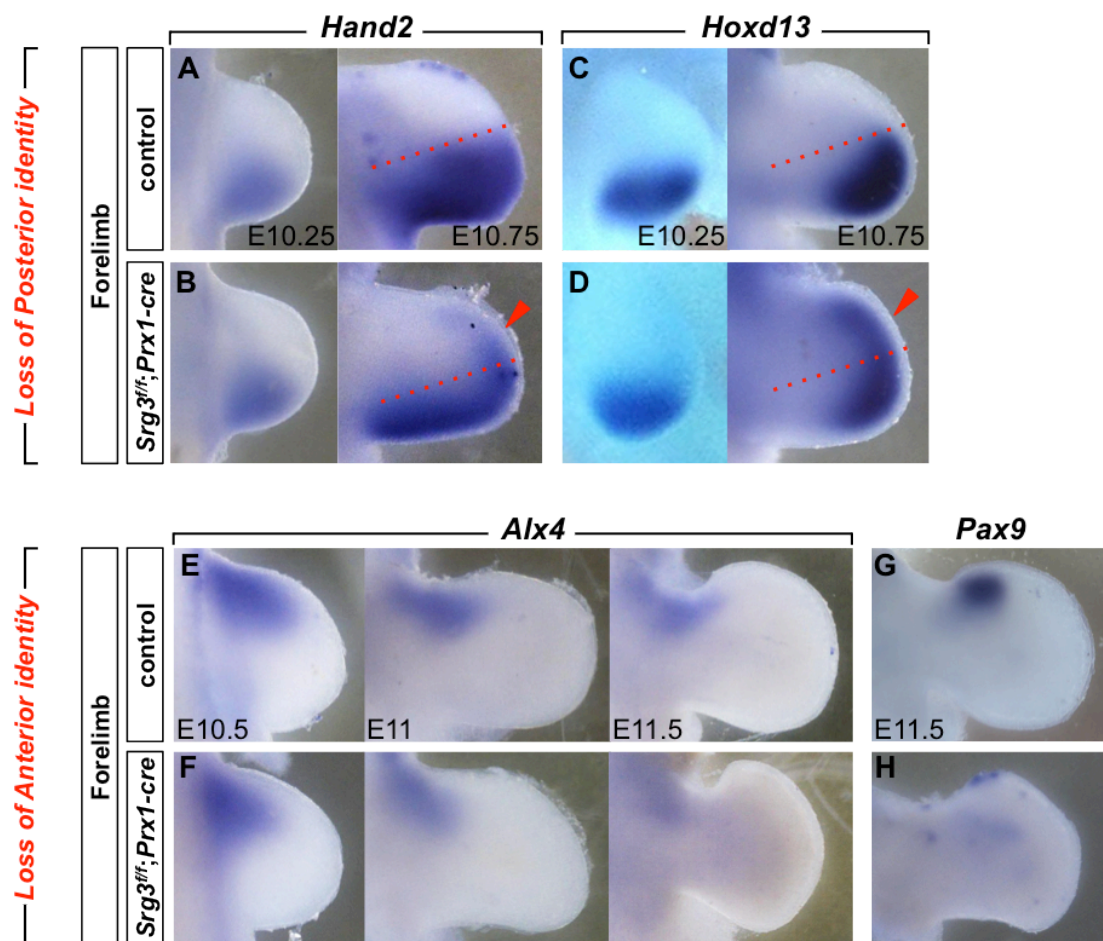 Hand2
Hoxd13
Loss of Posterior identity
Forelimb
control
A
E10.25
E10.75
C
E10.25
E10.75
Srg3f/f;Prx1-cre
B
D
Alx4
Pax9
Loss of Anterior identity
Forelimb
control
E
E10.5
E11
E11.5
G
E11.5
Srg3f/f;Prx1-cre
F
H